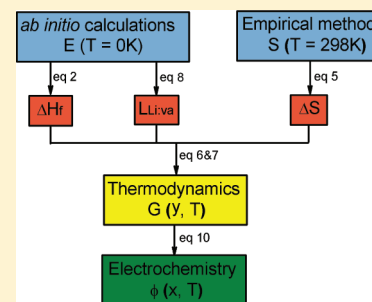 ab initio calculations
E (T = 0K)
Empirical method
S (T = 298K)
eq 2
eq 8
eq 5
ΔHf
LLi:va
ΔS
eq 6&7
Thermodynamics
G (y, T)
eq 10
Electrochemistry
ϕ (x, T)